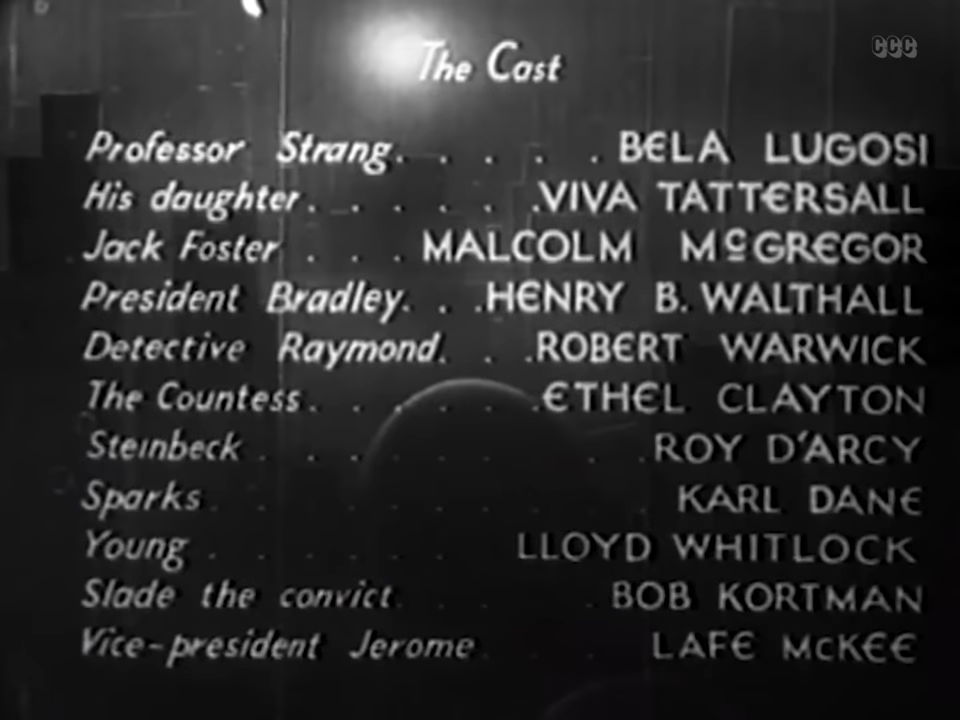 CCC
The Cast
Professor Strang. . . . . .BELA LUGOSI
His daughter. . . . . .VIVA TATTERSALL
Jack Foster . . . MALCOLM McGREGOR
President Bradley. . .HENRY B. WALTHALL
Detective Raymond. . .ROBERT WARWICK
The Countess. . . . . .ETHEL CLAYTON
Steinbeck . . . . . . . .ROY D'ARCY
Sparks . . . . . . . KARL DANE
Young . . . . . . LLOYD WHITLOCK
Slade the convict . . . .BOB KORTMAN
Vice-president Jerome . . . LAFE McKEE